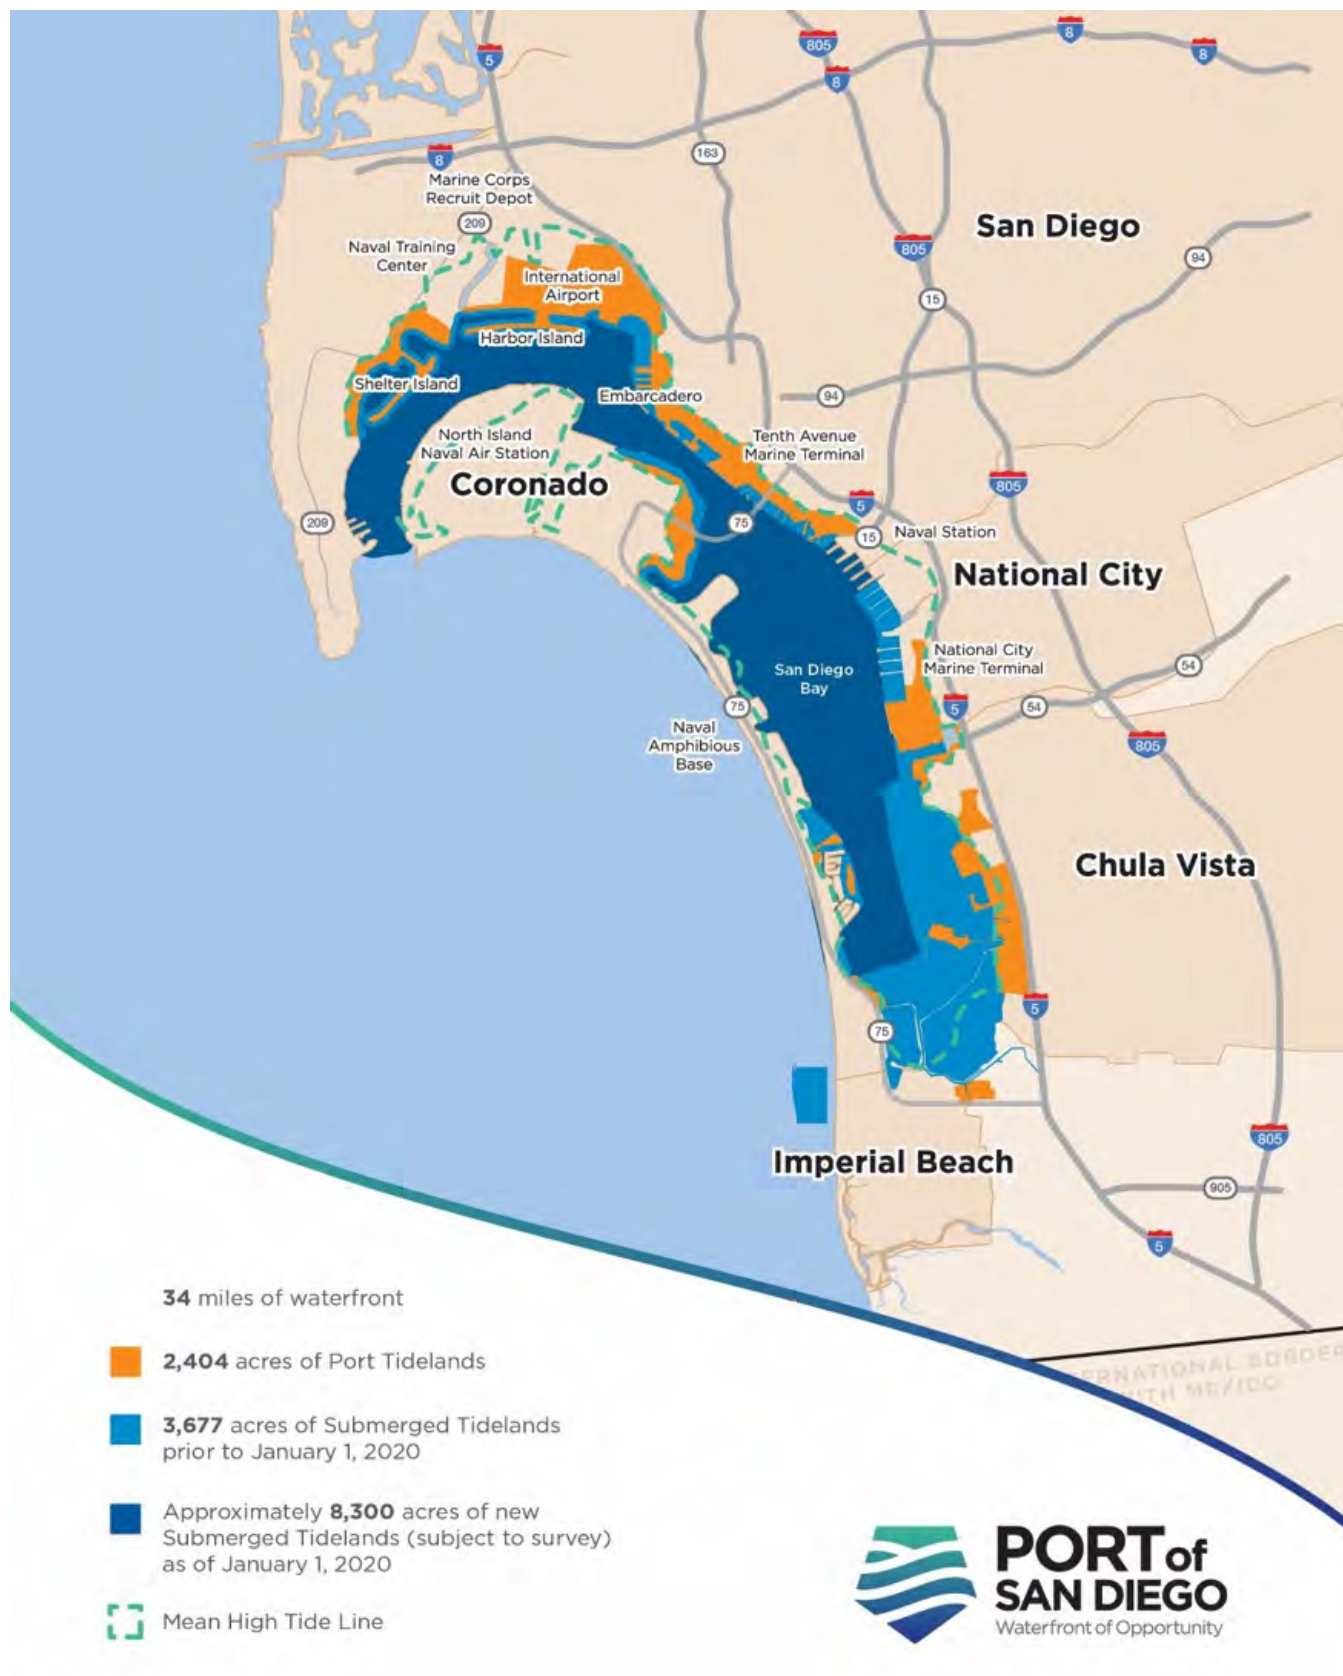 5
805
8
8
8
8
163
Marine Corps
Recruit Depot
209
San Diego
Naval Training
Center
805
94
International
Airport
15
Harbor Island
Shelter Island
Embarcadero
94
North Island
Naval Air Station
Tenth Avenue
Marine Terminal
Coronado
805
5
209
75
15
Naval Station
National City
National City
Marine Terminal
54
San Diego
Bay
75
5
54
Naval
Amphibious
Base
805
Chula Vista
5
75
805
Imperial Beach
905
5
ERNATIONAL BORDER
WITH MEXICO
34 miles of waterfront
2,404 acres of Port Tidelands
3,677 acres of Submerged Tidelands
prior to January 1, 2020
Approximately 8,300 acres of new
Submerged Tidelands (subject to survey)
as of January 1, 2020
Mean High Tide Line
PORT of
SAN DIEGO
Waterfront of Opportunity